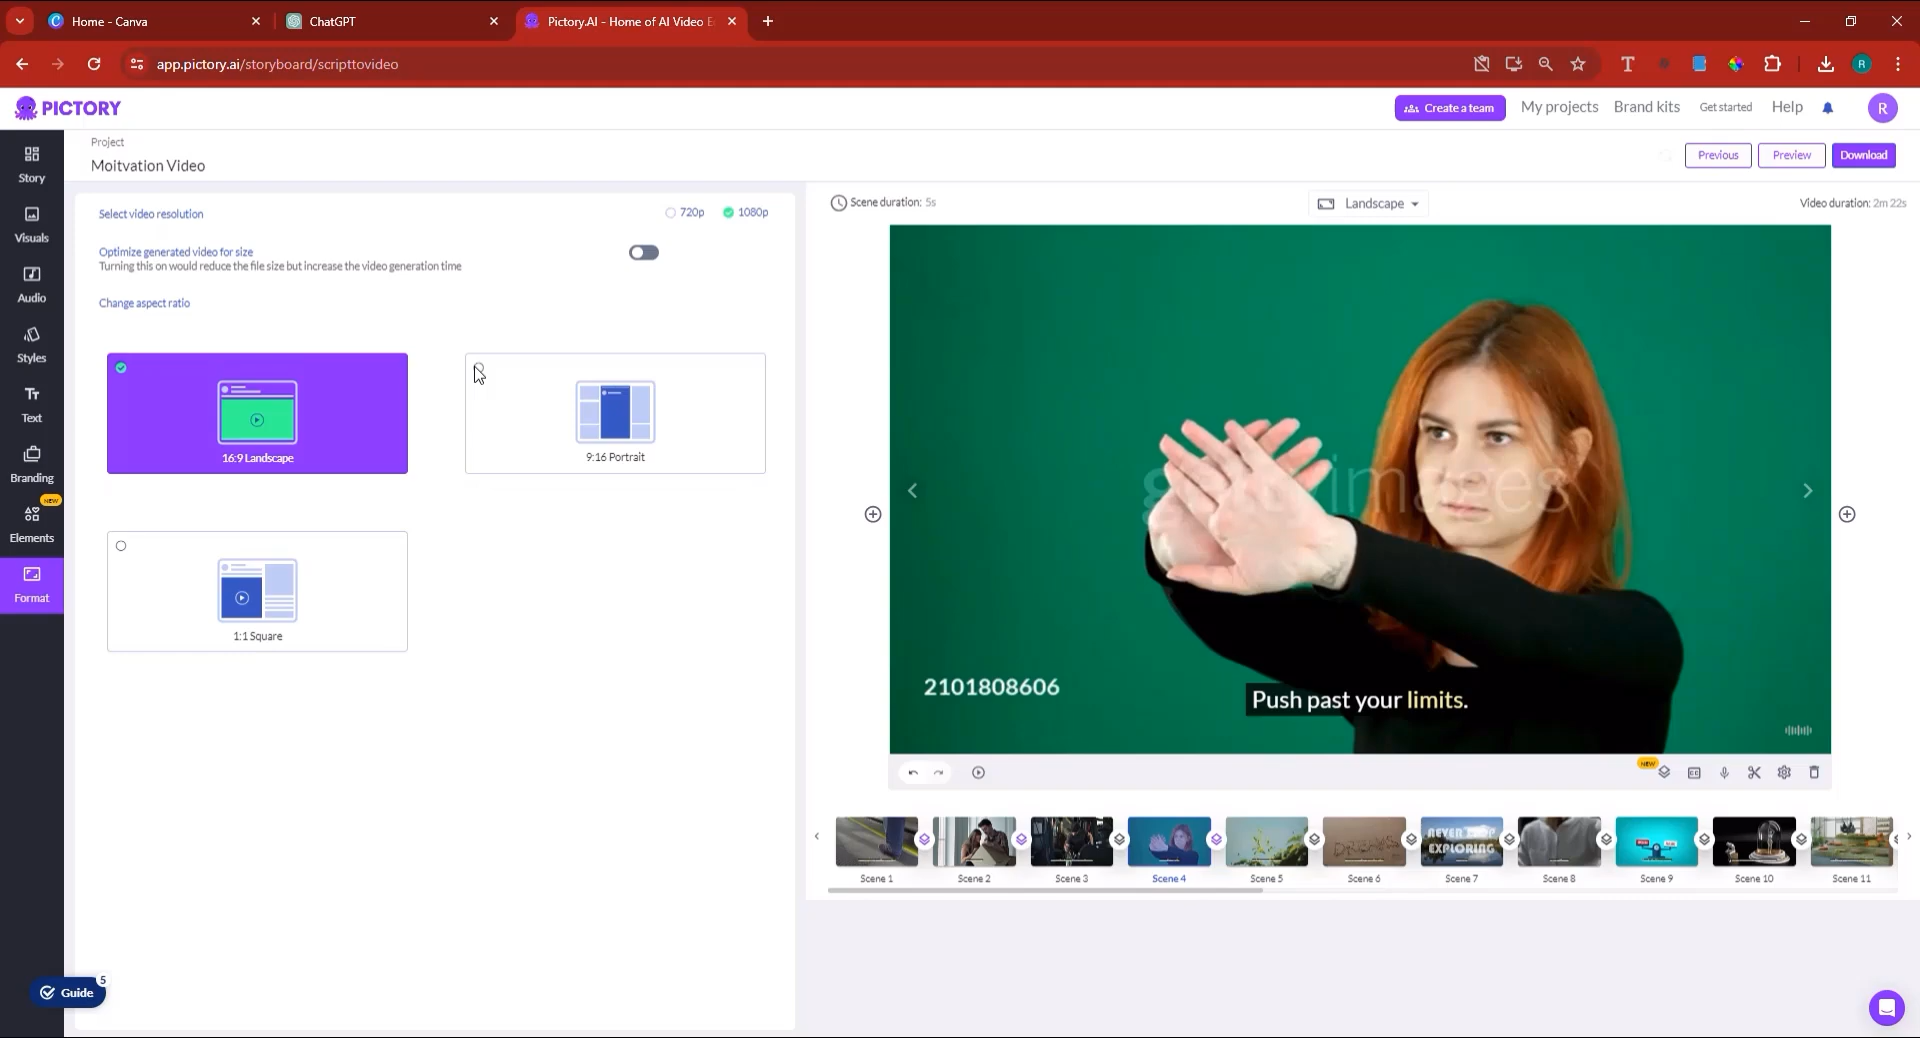 Home - Canva
ChatGPT
Pictory.AI - Home of AI Video E
app.pictory.ai/storyboard/scripttovideo
T
R
PICTORY
Create a team
My projects
Brand kits
Get started
Help
R
Project
Moitvation Video
Previous
Preview
Download
Story
Visuals
Audio
Styles
Tт
Text
Branding
NEW
Elements
Format
Select video resolution
720p
1080p
Optimize generated video for size
Turning this on would reduce the file size but increase the video generation time
Change aspect ratio
16:9 Landscape
9:16 Portrait
1:1 Square
Scene duration: 5s
Landscape
Video duration: 2m 22s
2101808606
Push past your limits.
NEW
NEVER STOP
EXPLORING
Scene 1
Scene 2
Scene 3
Scene 4
Scene 5
Scene 6
Scene 7
Scene 8
Scene 9
Scene 10
Scene 11
Guide
5